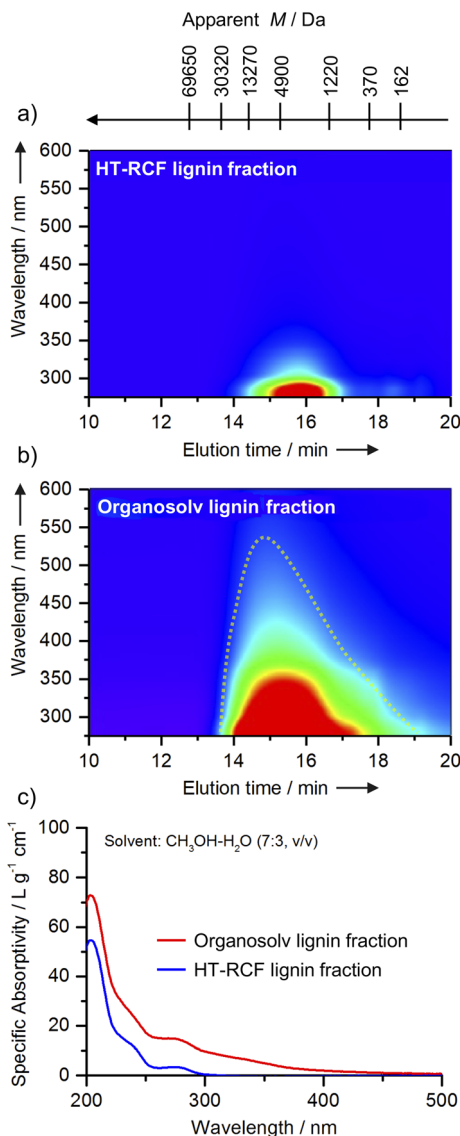 Apparent M / Da
69650 30320 13270 4900 1220 370 162
a)
HT-RCF lignin fraction
Wavelength / nm
600
550
500
450
400
350
300
10 12 14 16 18 20
Elution time / min
b)
Organosolv lignin fraction
Wavelength / nm
600
550
500
450
400
350
300
10 12 14 16 18 20
Elution time / min
c)
Solvent: CH₃OH-H₂O (7:3, v/v)
Organosolv lignin fraction
HT-RCF lignin fraction
Specific Absorptivity / L g⁻¹ cm⁻¹
100
80
60
40
20
0
200 300 400 500
Wavelength / nm